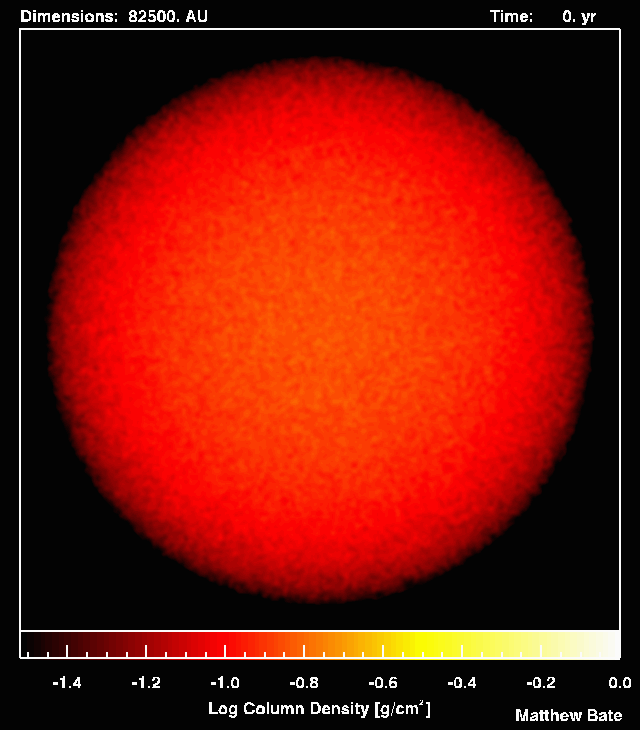 Dimensions: 82500. AU Time: 0. yr
-1.4 -1.2 -1.0 -0.8 -0.6 -0.4 -0.2 0.0
Log Column Density [g/cm²]
Matthew Bate